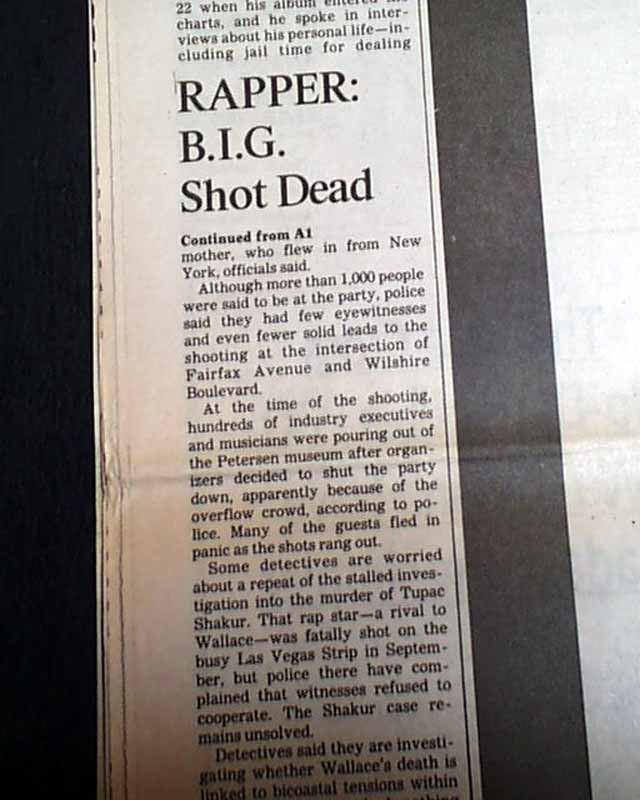 22 when his album entered
charts, and he spoke in inter-
views about his personal life—in-
cluding jail time for dealing
RAPPER:
B.I.G.
Shot Dead
Continued from A1
mother, who flew in from New
York, officials said.
Although more than 1,000 people
were said to be at the party, police
said they had few eyewitnesses
and even fewer solid leads to the
shooting at the intersection of
Fairfax Avenue and Wilshire
Boulevard.
At the time of the shooting,
hundreds of industry executives
and musicians were pouring out of
the Petersen museum after organ-
izers decided to shut the party
down, apparently because of the
overflow crowd, according to po-
lice. Many of the guests fled in
panic as the shots rang out.
Some detectives are worried
about a repeat of the stalled inves-
tigation into the murder of Tupac
Shakur. That rap star—a rival to
Wallace—was fatally shot on the
busy Las Vegas Strip in Septem-
ber, but police there have com-
plained that witnesses refused to
cooperate. The Shakur case re-
mains unsolved.
Detectives said they are investi-
gating whether Wallace's death is
linked to bicoastal tensions within